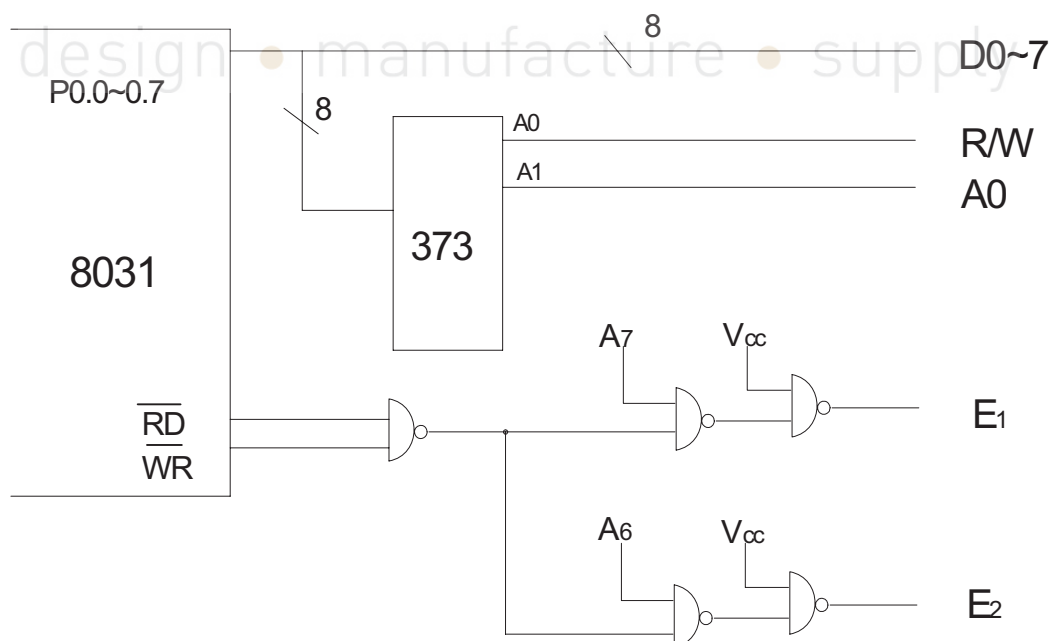 design • manufacture • supply
8
D0~7
P0.0~0.7
8
A0
R/W
A1
A0
373
8031
A7
Vcc
RD
E1
WR
A6
Vcc
E2